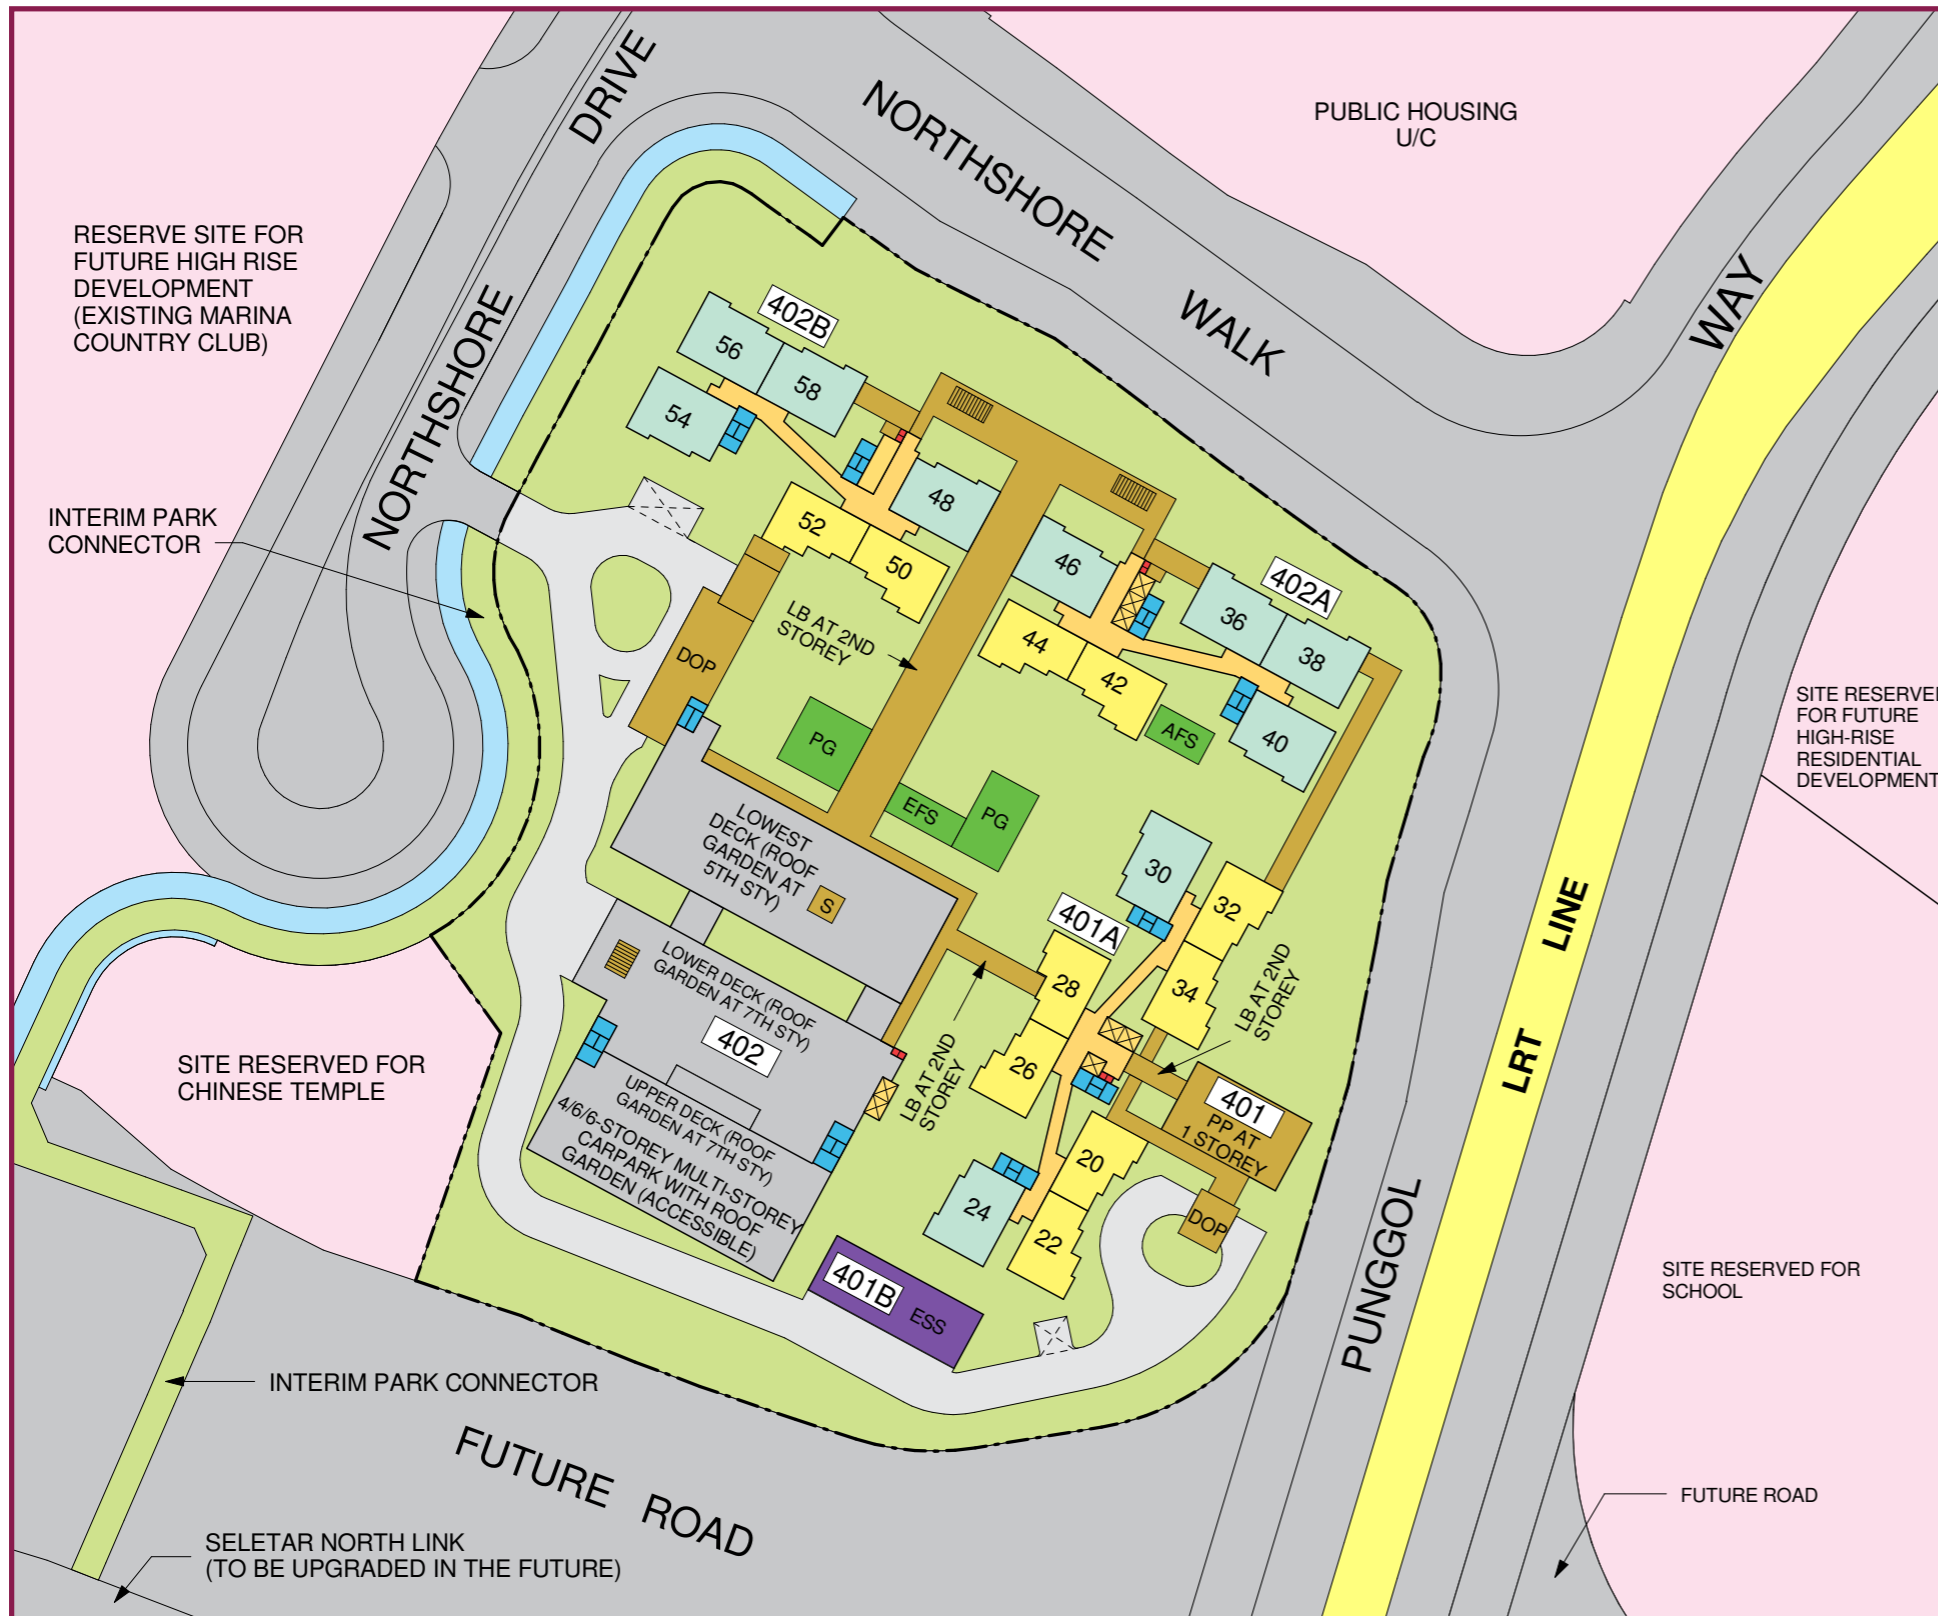 DRIVE
NORTHSHORE
WALK
PUBLIC HOUSING
U/C
WAY
RESERVE SITE FOR
FUTURE HIGH RISE
DEVELOPMENT
(EXISTING MARINA
COUNTRY CLUB)
NORTHSHORE
402B
56
58
54
48
52
50
INTERIM PARK
CONNECTOR
46
402A
36
38
44
42
40
LB AT 2ND
STOREY
DOP
AFS
PG
EFS
PG
SITE RESERVED
FOR FUTURE
HIGH-RISE
RESIDENTIAL
DEVELOPMENT
LOWEST
DECK (ROOF
GARDEN AT
5TH STY)
S
30
32
401A
28
34
26
LB AT 2ND
STOREY
LINE
LRT
LOWER DECK (ROOF
GARDEN AT 7TH STY)
402
LB AT 2ND
STOREY
SITE RESERVED FOR
CHINESE TEMPLE
UPPER DECK (ROOF
GARDEN AT 7TH STY)
4/6/6-STOREY MULTI-STOREY
CARPARK WITH ROOF
GARDEN (ACCESSIBLE)
401
PP AT
1 STOREY
20
24
22
DOP
401B
ESS
PUNGGOL
SITE RESERVED FOR
SCHOOL
INTERIM PARK CONNECTOR
FUTURE ROAD
FUTURE ROAD
SELETAR NORTH LINK
(TO BE UPGRADED IN THE FUTURE)